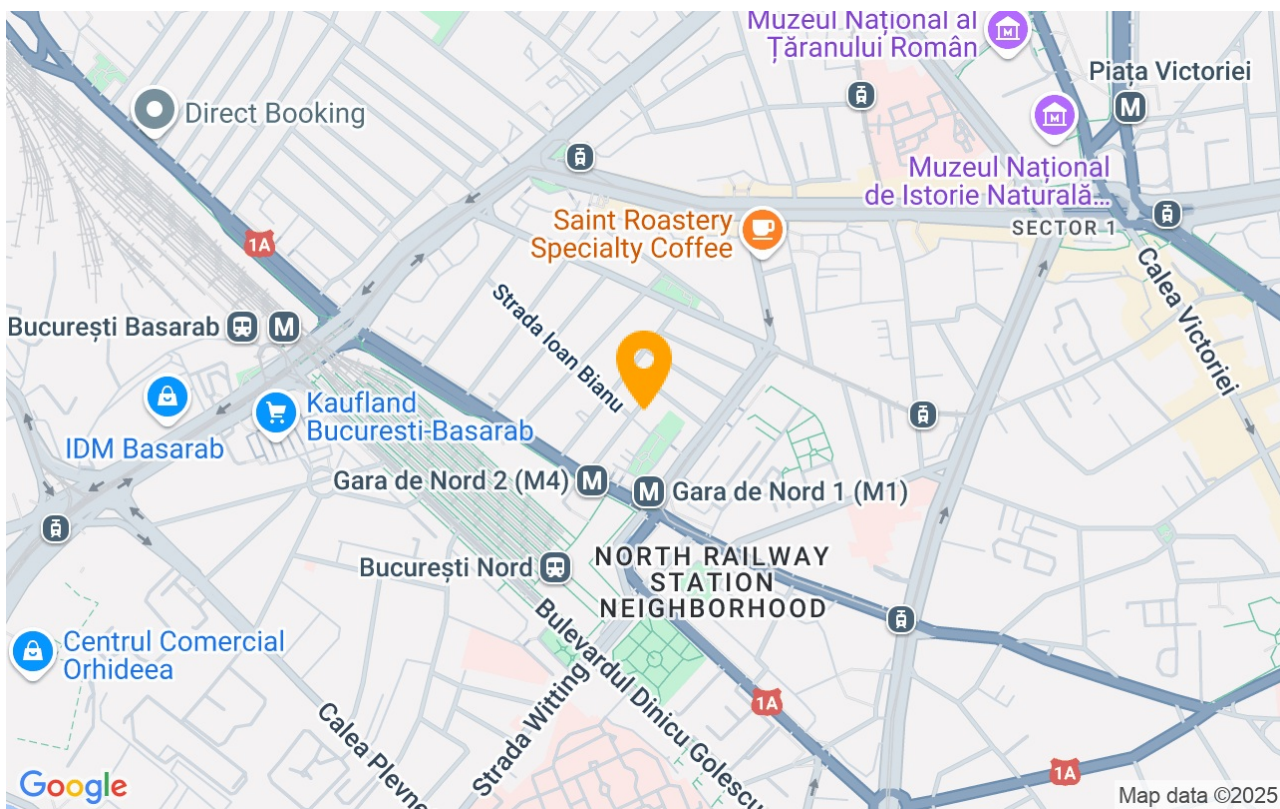 Muzeul Național al
Țăranului Român
Piața Victoriei
M
Direct Booking
Muzeul Național
de Istorie Naturală...
SECTOR 1
Saint Roastery
Specialty Coffee
1A
Calea Victoriei
Strada Ioan Bianu
București Basarab
M
Kaufland
Bucuresti-Basarab
IDM Basarab
Gara de Nord 2 (M4)
M
M
Gara de Nord 1 (M1)
București Nord
NORTH RAILWAY
STATION
NEIGHBORHOOD
Centrul Comercial
Orhideea
Bulevardul Dinicu Golescu
Strada Witting
Calea Plevne
1A
1A
Google
Map data ©2025